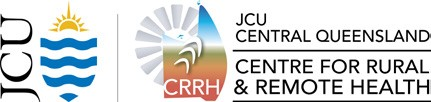 JCU
CRRH
JCU
CENTRAL QUEENSLAND
CENTRE FOR RURAL
& REMOTE HEALTH